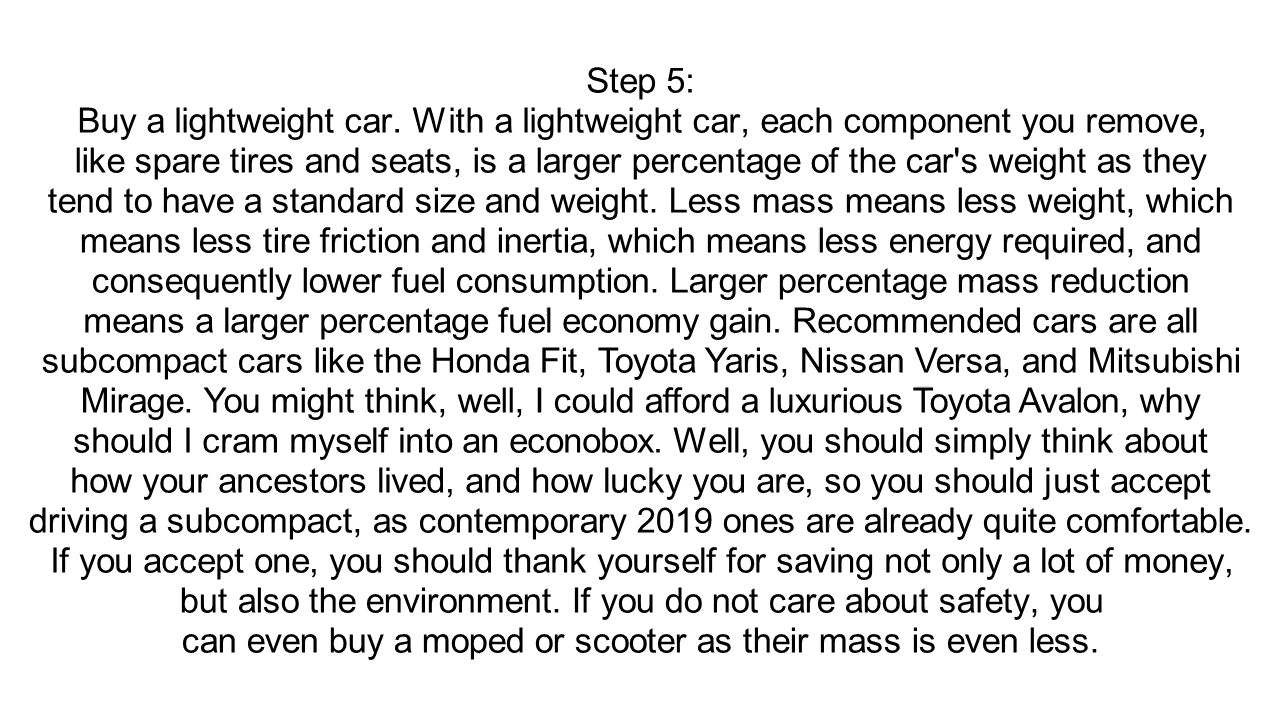 Step 5:
Buy a lightweight car. With a lightweight car, each component you remove,
like spare tires and seats, is a larger percentage of the car's weight as they
tend to have a standard size and weight. Less mass means less weight, which
means less tire friction and inertia, which means less energy required, and
consequently lower fuel consumption. Larger percentage mass reduction
means a larger percentage fuel economy gain. Recommended cars are all
subcompact cars like the Honda Fit, Toyota Yaris, Nissan Versa, and Mitsubishi
Mirage. You might think, well, I could afford a luxurious Toyota Avalon, why
should I cram myself into an econobox. Well, you should simply think about
how your ancestors lived, and how lucky you are, so you should just accept
driving a subcompact, as contemporary 2019 ones are already quite comfortable.
If you accept one, you should thank yourself for saving not only a lot of money,
but also the environment. If you do not care about safety, you
can even buy a moped or scooter as their mass is even less.